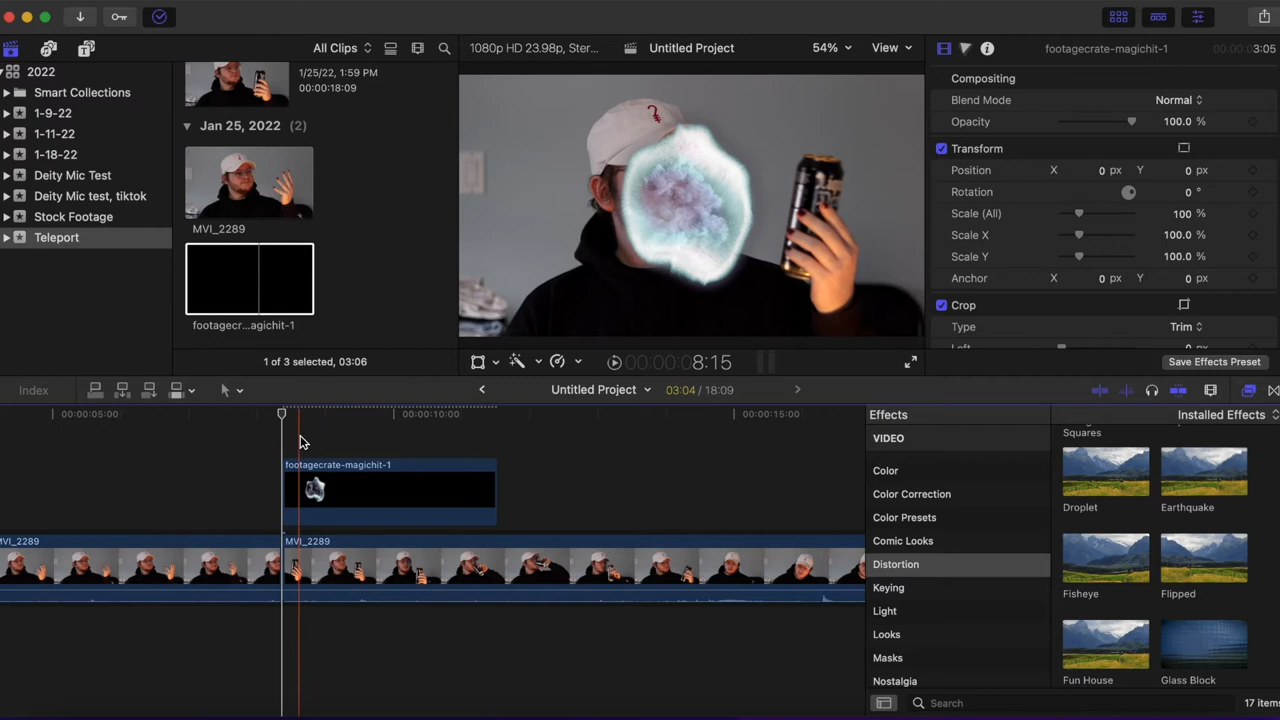 All Clips
1080p HD 23.98p, Ster...
Untitled Project
54%
View
footagecrate-magichit-1
00:00:03:05
2022
Smart Collections
1-9-22
1-11-22
1-18-22
Deity Mic Test
Deity Mic test, tiktok
Stock Footage
Teleport
1/25/22, 1:59 PM
00:00:18:09
Jan 25, 2022 (2)
MVI_2289
footagecr...agichit-1
1 of 3 selected, 03:06
00:00:08:15
Compositing
Blend Mode Normal
Opacity 100.0 %
Transform
Position X 0 px Y 0 px
Rotation 0 °
Scale (All) 100 %
Scale X 100.0 %
Scale Y 100.0 %
Anchor X 0 px Y 0 px
Crop
Type Trim
Save Effects Preset
Index
Untitled Project
03:04 / 18:09
00:00:05:00
00:00:10:00
00:00:15:00
footagecrate-magichit-1
MVI_2289
MVI_2289
Effects
Installed Effects
VIDEO
Color
Color Correction
Color Presets
Comic Looks
Distortion
Keying
Light
Looks
Masks
Nostalgia
Squares
Droplet
Earthquake
Fisheye
Flipped
Fun House
Glass Block
Search
17 items